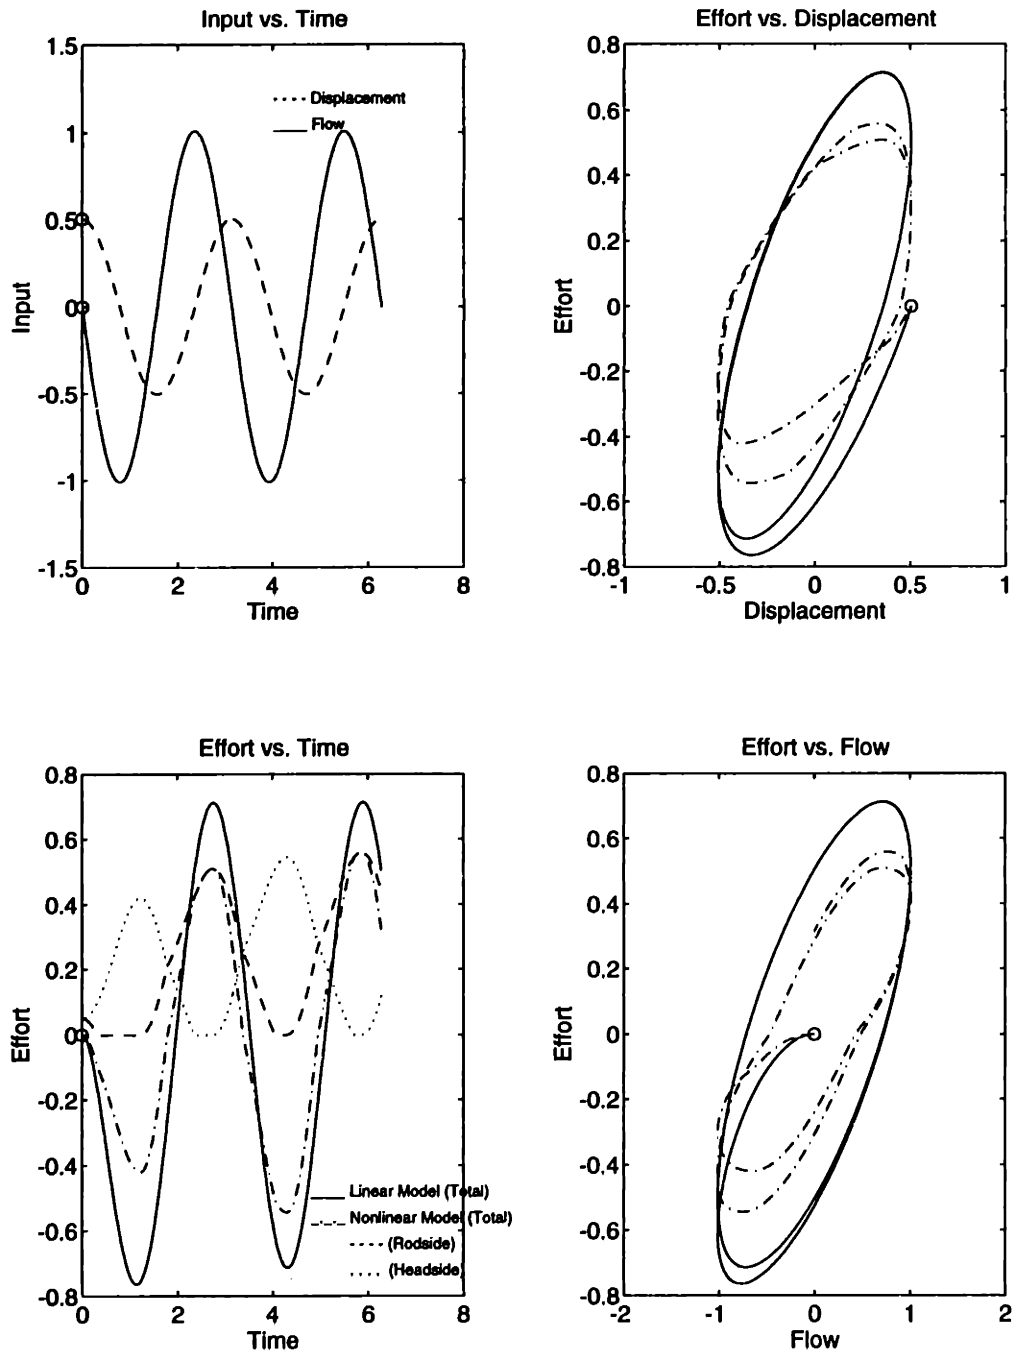 Input vs. Time
1.5
1
0.5
0
-0.5
-1
-1.5
Input
Displacement
Flow
0 2 4 6 8
Time
Effort vs. Displacement
0.8
0.6
0.4
0.2
0
-0.2
-0.4
-0.6
-0.8
Effort
-1 -0.5 0 0.5 1
Displacement
Effort vs. Time
0.8
0.6
0.4
0.2
0
-0.2
-0.4
-0.6
-0.8
Effort
Linear Model (Total)
Nonlinear Model (Total)
(Rodside)
(Headside)
0 2 4 6 8
Time
Effort vs. Flow
0.8
0.6
0.4
0.2
0
-0.2
-0.4
-0.6
-0.8
Effort
-2 -1 0 1 2
Flow